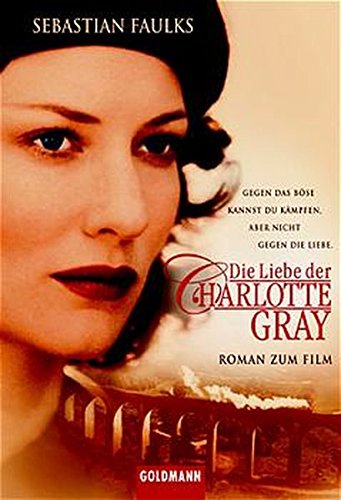 SEBASTIAN FAULKS
GEGEN DAS BÖSE
KANNST DU KÄMPFEN,
ABER NICHT
GEGEN DIE LIEBE.
Die Liebe der
CHARLOTTE
GRAY
ROMAN ZUM FILM
GOLDMANN